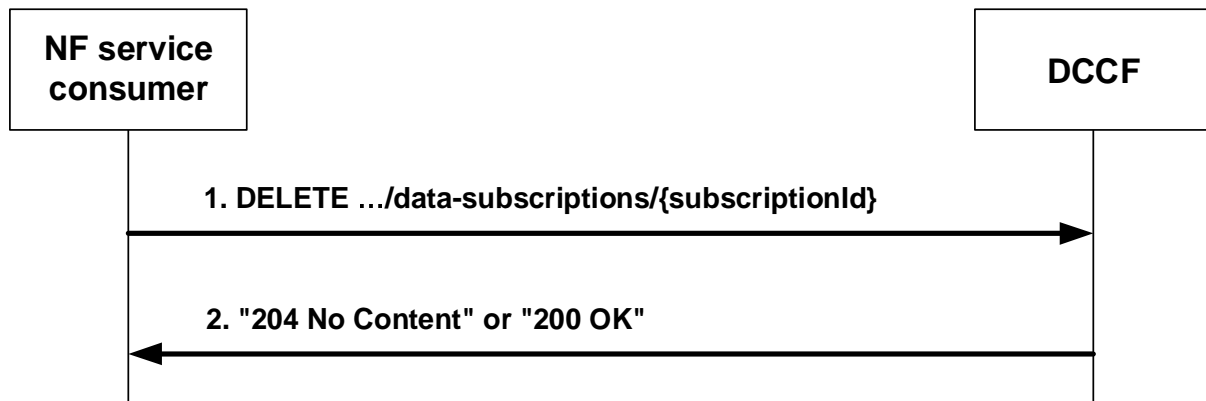 NF service
consumer
DCCF
1. DELETE …/data-subscriptions/{subscriptionId}
2. "204 No Content" or "200 OK"